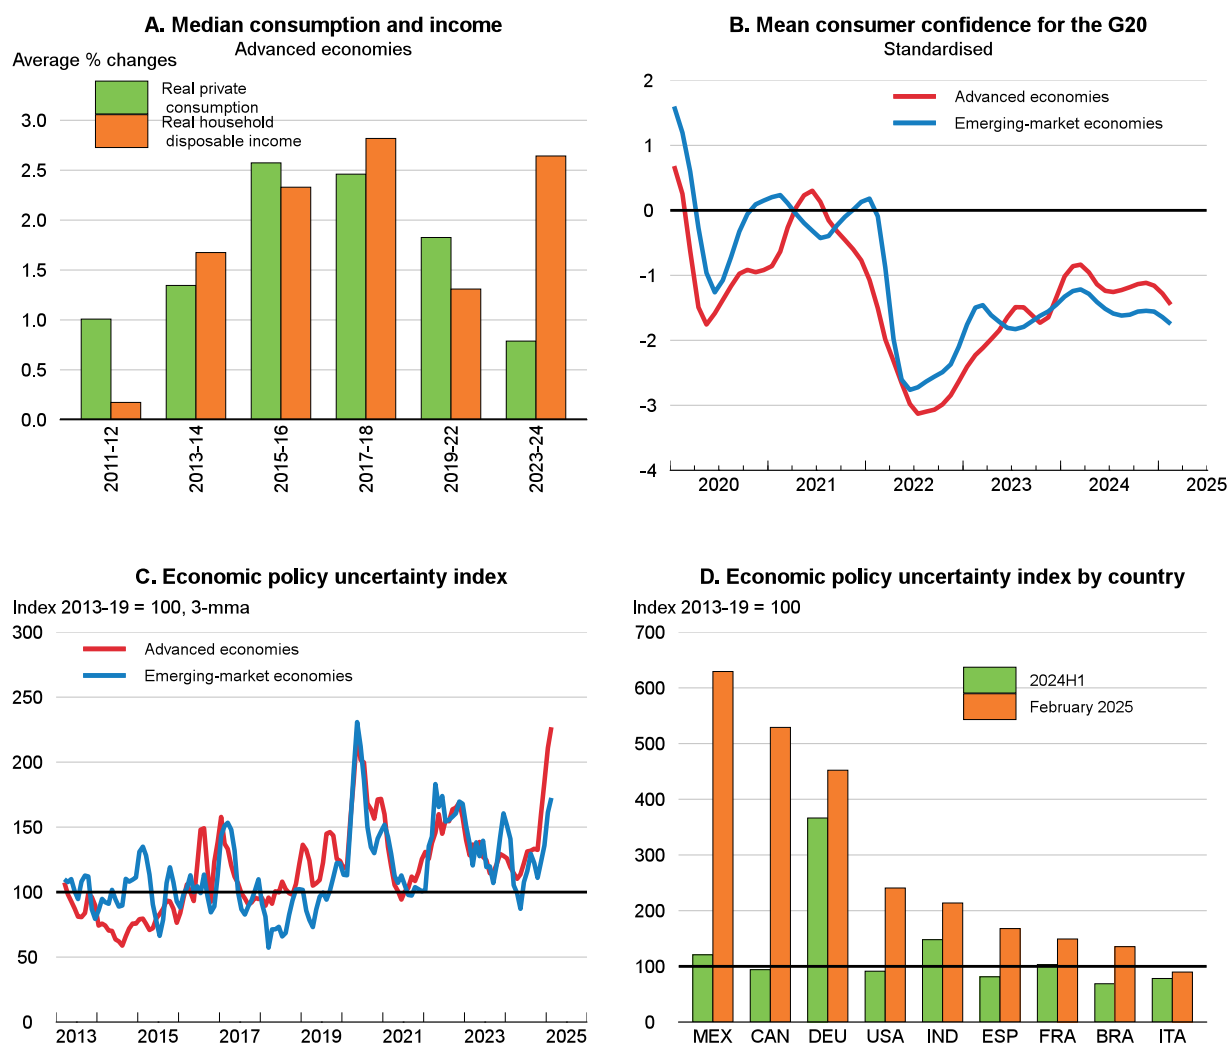 A. Median consumption and income
Advanced economies
Average % changes
Real private
consumption
Real household
disposable income
3.0
2.5
2.0
1.5
1.0
0.5
0.0
2011-12
2013-14
2015-16
2017-18
2019-22
2023-24
B. Mean consumer confidence for the G20
Standardised
Advanced economies
Emerging-market economies
2
1
0
-1
-2
-3
-4
2020 2021 2022 2023 2024 2025
C. Economic policy uncertainty index
Index 2013-19 = 100, 3-mma
Advanced economies
Emerging-market economies
300
250
200
150
100
50
0
2013 2015 2017 2019 2021 2023 2025
D. Economic policy uncertainty index by country
Index 2013-19 = 100
2024H1
February 2025
700
600
500
400
300
200
100
0
MEX CAN DEU USA IND ESP FRA BRA ITA